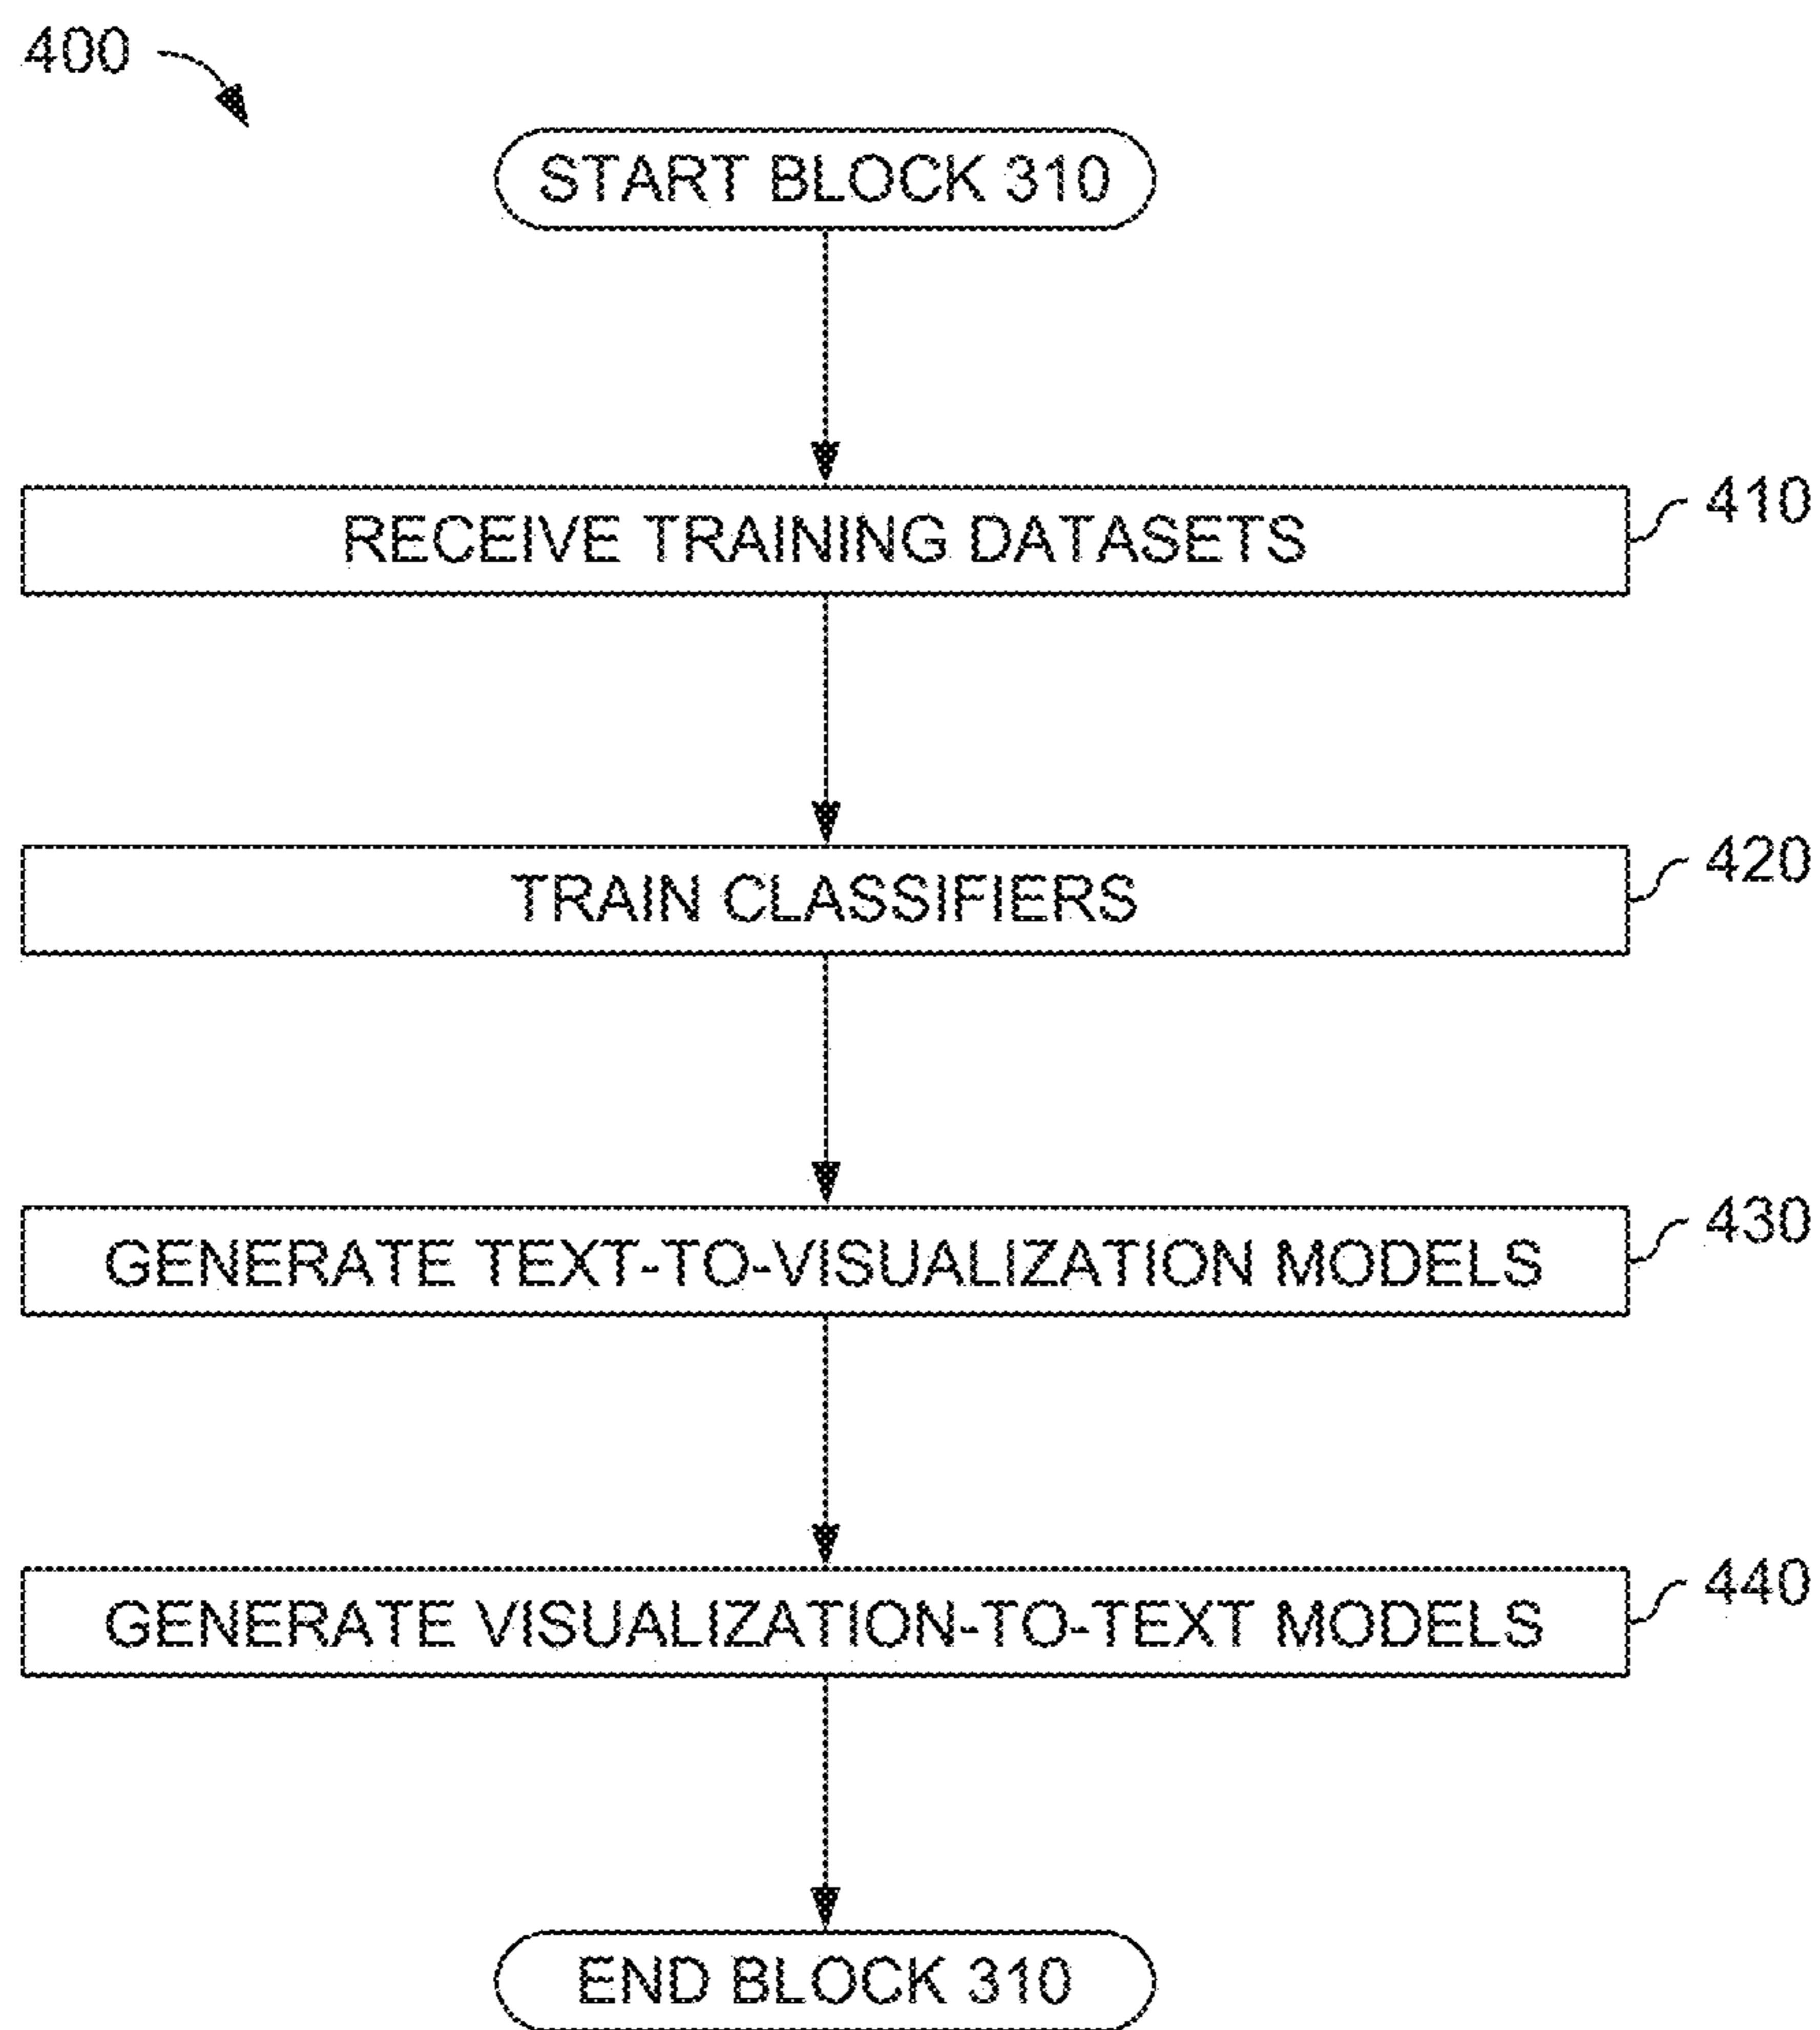 400
START BLOCK 310
RECEIVE TRAINING DATASETS
410
TRAIN CLASSIFIERS
420
GENERATE TEXT-TO-VISUALIZATION MODELS
430
GENERATE VISUALIZATION-TO-TEXT MODELS
440
END BLOCK 310